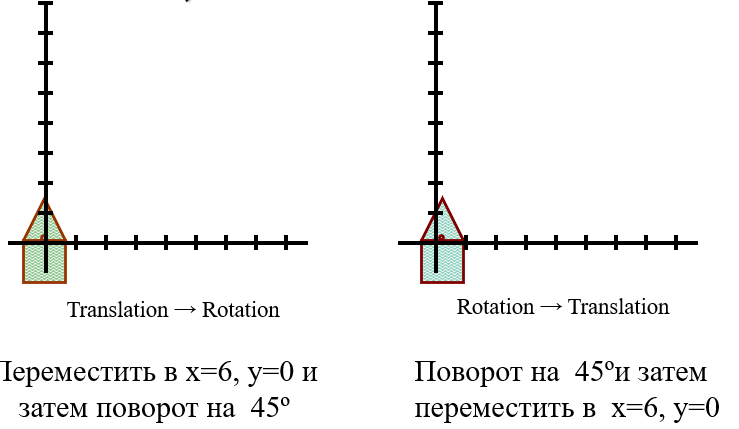 Translation → Rotation
Rotation → Translation
Переместить в x=6, y=0 и
затем поворот на 45º
Поворот на 45ºи затем
переместить в x=6, y=0